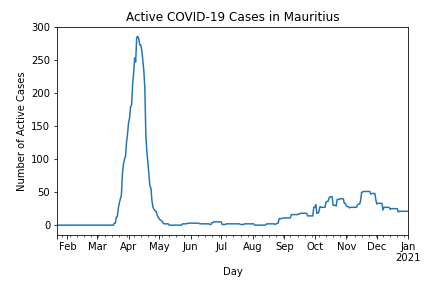 Active COVID-19 Cases in Mauritius
Number of Active Cases
300
250
200
150
100
50
0
Feb Mar Apr May Jun Jul Aug Sep Oct Nov Dec Jan
2021
Day